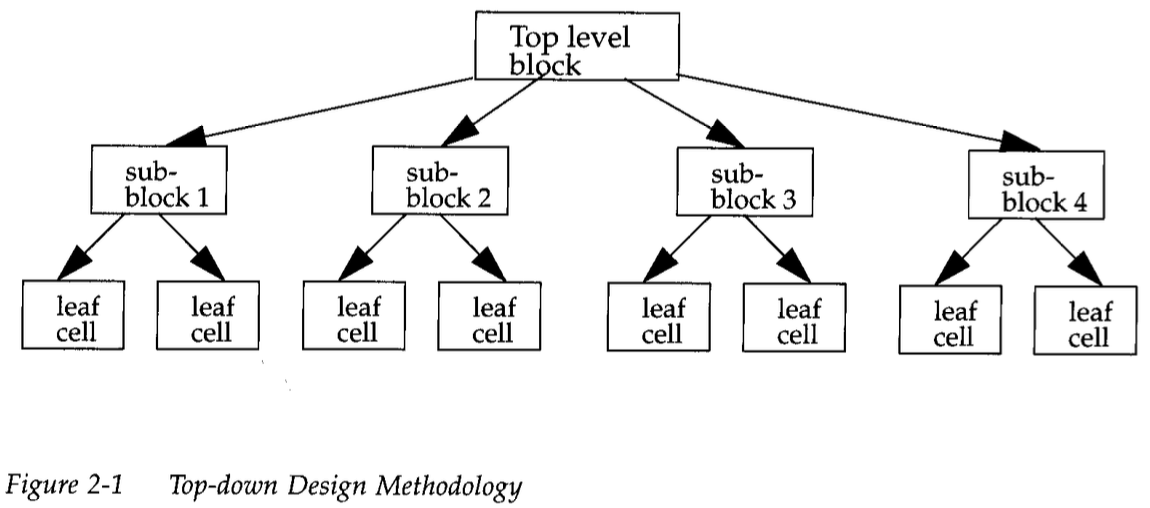 Top level
block
sub-
block 1
sub-
block 2
sub-
block 3
sub-
block 4
leaf
cell
leaf
cell
leaf
cell
leaf
cell
leaf
cell
leaf
cell
leaf
cell
leaf
cell
Figure 2-1 Top-down Design Methodology